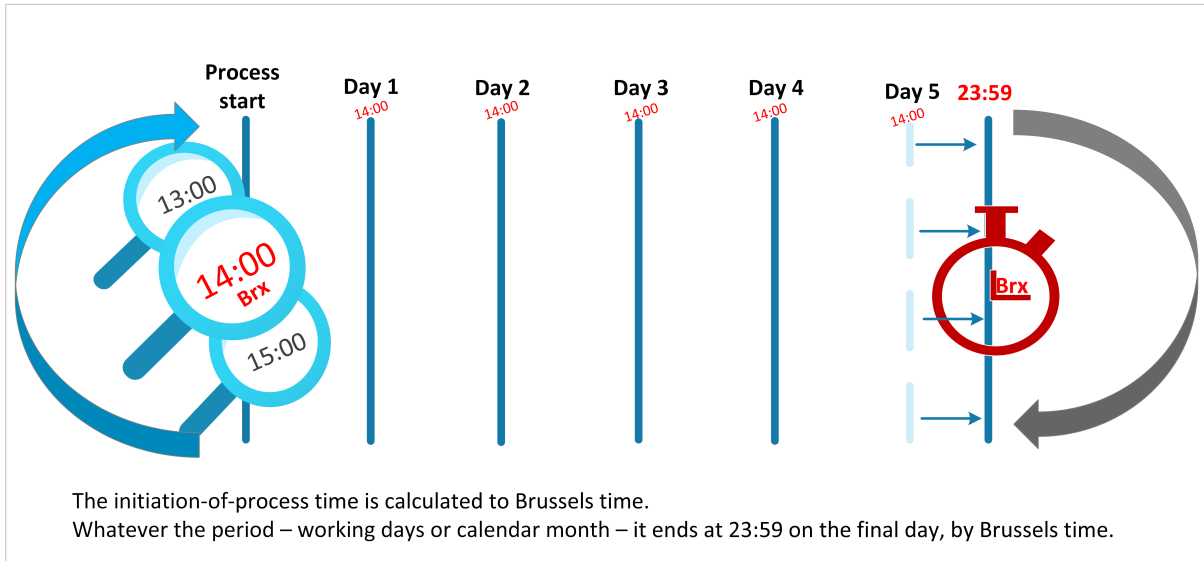 Process
start
Day 1
14:00
Day 2
14:00
Day 3
14:00
Day 4
14:00
Day 5
14:00
23:59
13:00
14:00
Brx
15:00
Brx
The initiation-of-process time is calculated to Brussels time.
Whatever the period – working days or calendar month – it ends at 23:59 on the final day, by Brussels time.